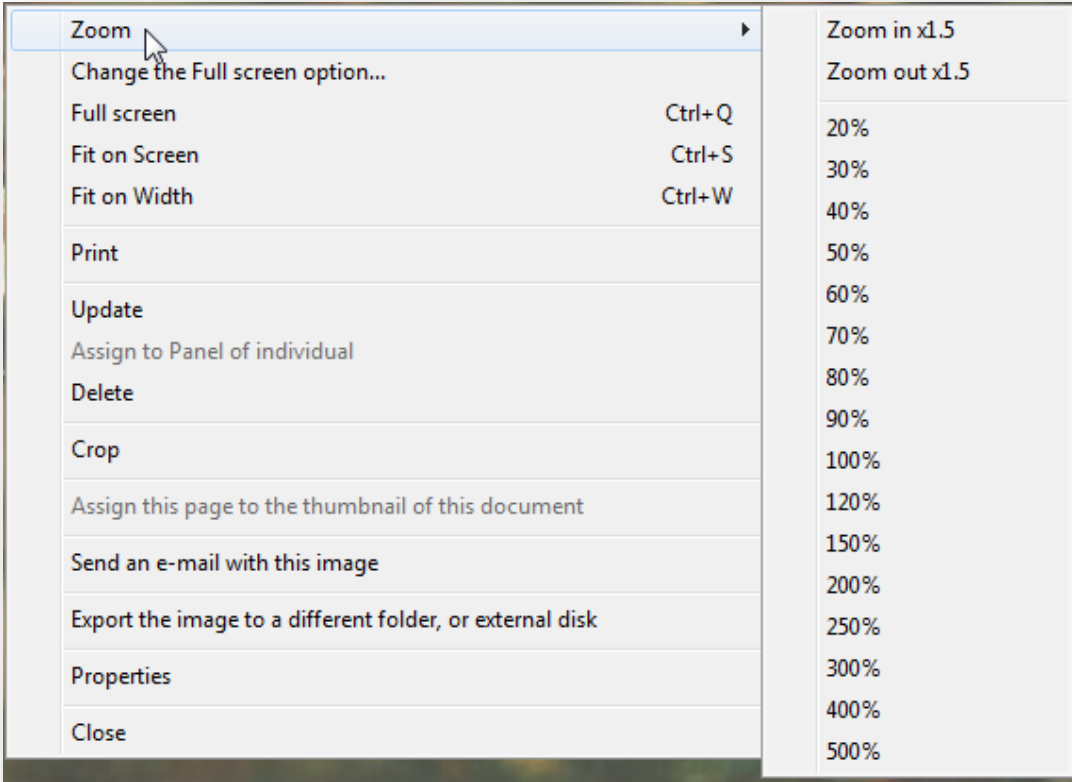 Zoom
Change the Full screen option...
Full screen Ctrl+Q
Fit on Screen Ctrl+S
Fit on Width Ctrl+W
Print
Update
Assign to Panel of individual
Delete
Crop
Assign this page to the thumbnail of this document
Send an e-mail with this image
Export the image to a different folder, or external disk
Properties
Close
Zoom in x1.5
Zoom out x1.5
20%
30%
40%
50%
60%
70%
80%
90%
100%
120%
150%
200%
250%
300%
400%
500%